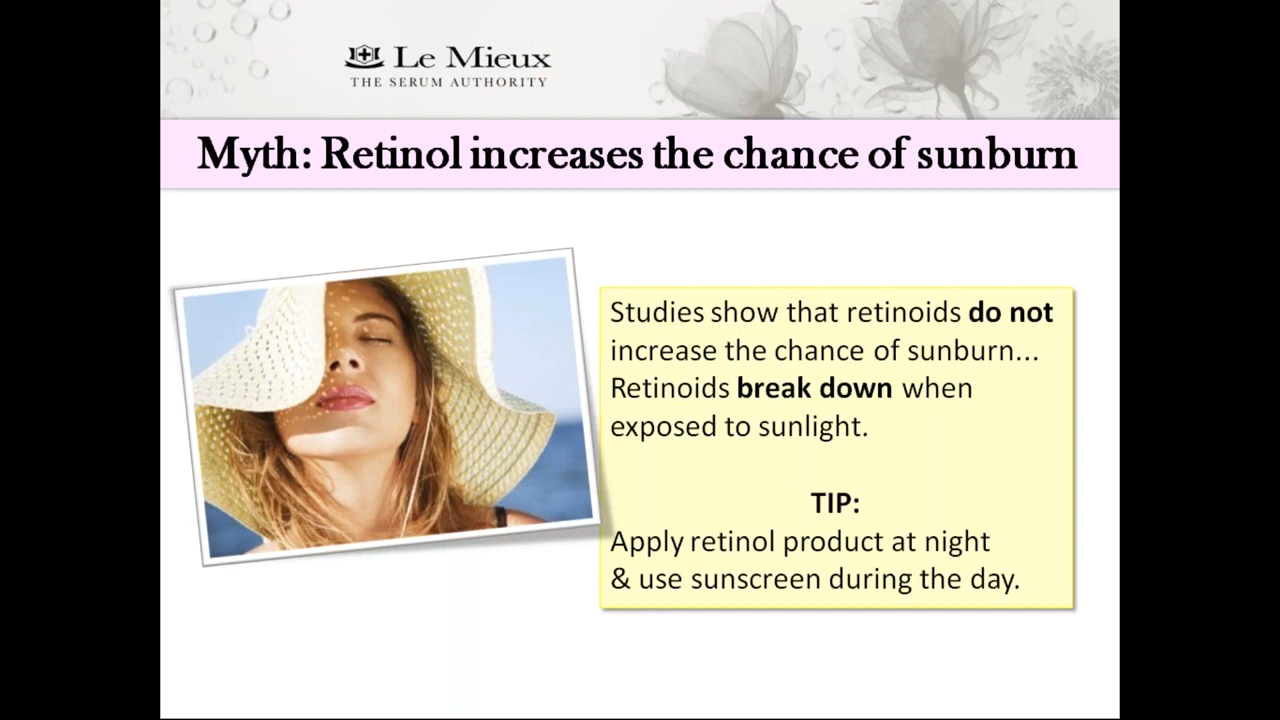 Le Mieux
THE SERUM AUTHORITY
Myth: Retinol increases the chance of sunburn
Studies show that retinoids do not
increase the chance of sunburn...
Retinoids break down when
exposed to sunlight.
TIP:
Apply retinol product at night
& use sunscreen during the day.